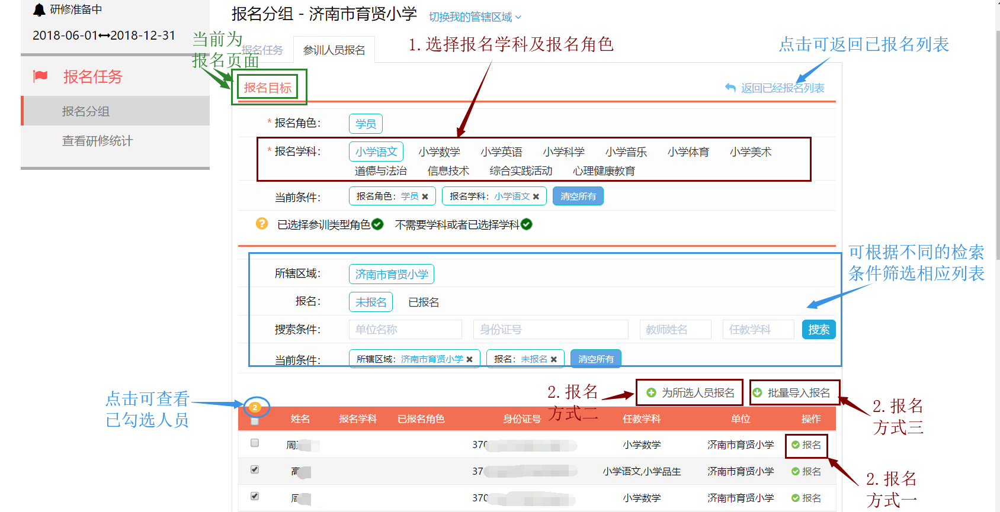 研修准备中
2018-06-01 2018-12-31
报名任务
报名分组
查看研修统计
报名分组 - 济南市育贤小学 切换我的管辖区域
报名任务 参训人员报名
当前为
报名页面
1.选择报名学科及报名角色
点击可返回已报名列表
报名目标
返回已经报名列表
* 报名角色： 学员
* 报名学科： 小学语文 小学数学 小学英语 小学科学 小学音乐 小学体育 小学美术
道德与法治 信息技术 综合实践活动 心理健康教育
当前条件： 报名角色：学员 ✖ 报名学科：小学语文 ✖ 清空所有
? 已选择参训类型角色 不需要学科或者已选择学科
可根据不同的检索
条件筛选相应列表
所辖区域： 济南市育贤小学
报名： 未报名 已报名
搜索条件： 单位名称 身份证号 教师姓名 任教学科 搜索
当前条件： 所辖区域：济南市育贤小学 ✖ 报名：未报名 ✖ 清空所有
点击可查看
已勾选人员
2.报名
方式二
为所选人员报名 批量导入报名
2.报名
方式三
2
姓名 报名学科 已报名角色 身份证号 任教学科 单位 操作
周 370 小学数学 济南市育贤小学 报名
高 37 小学语文,小学品生 济南市育贤小学 报名
周 370 小学数学 济南市育贤小学 报名
2.报名
方式一